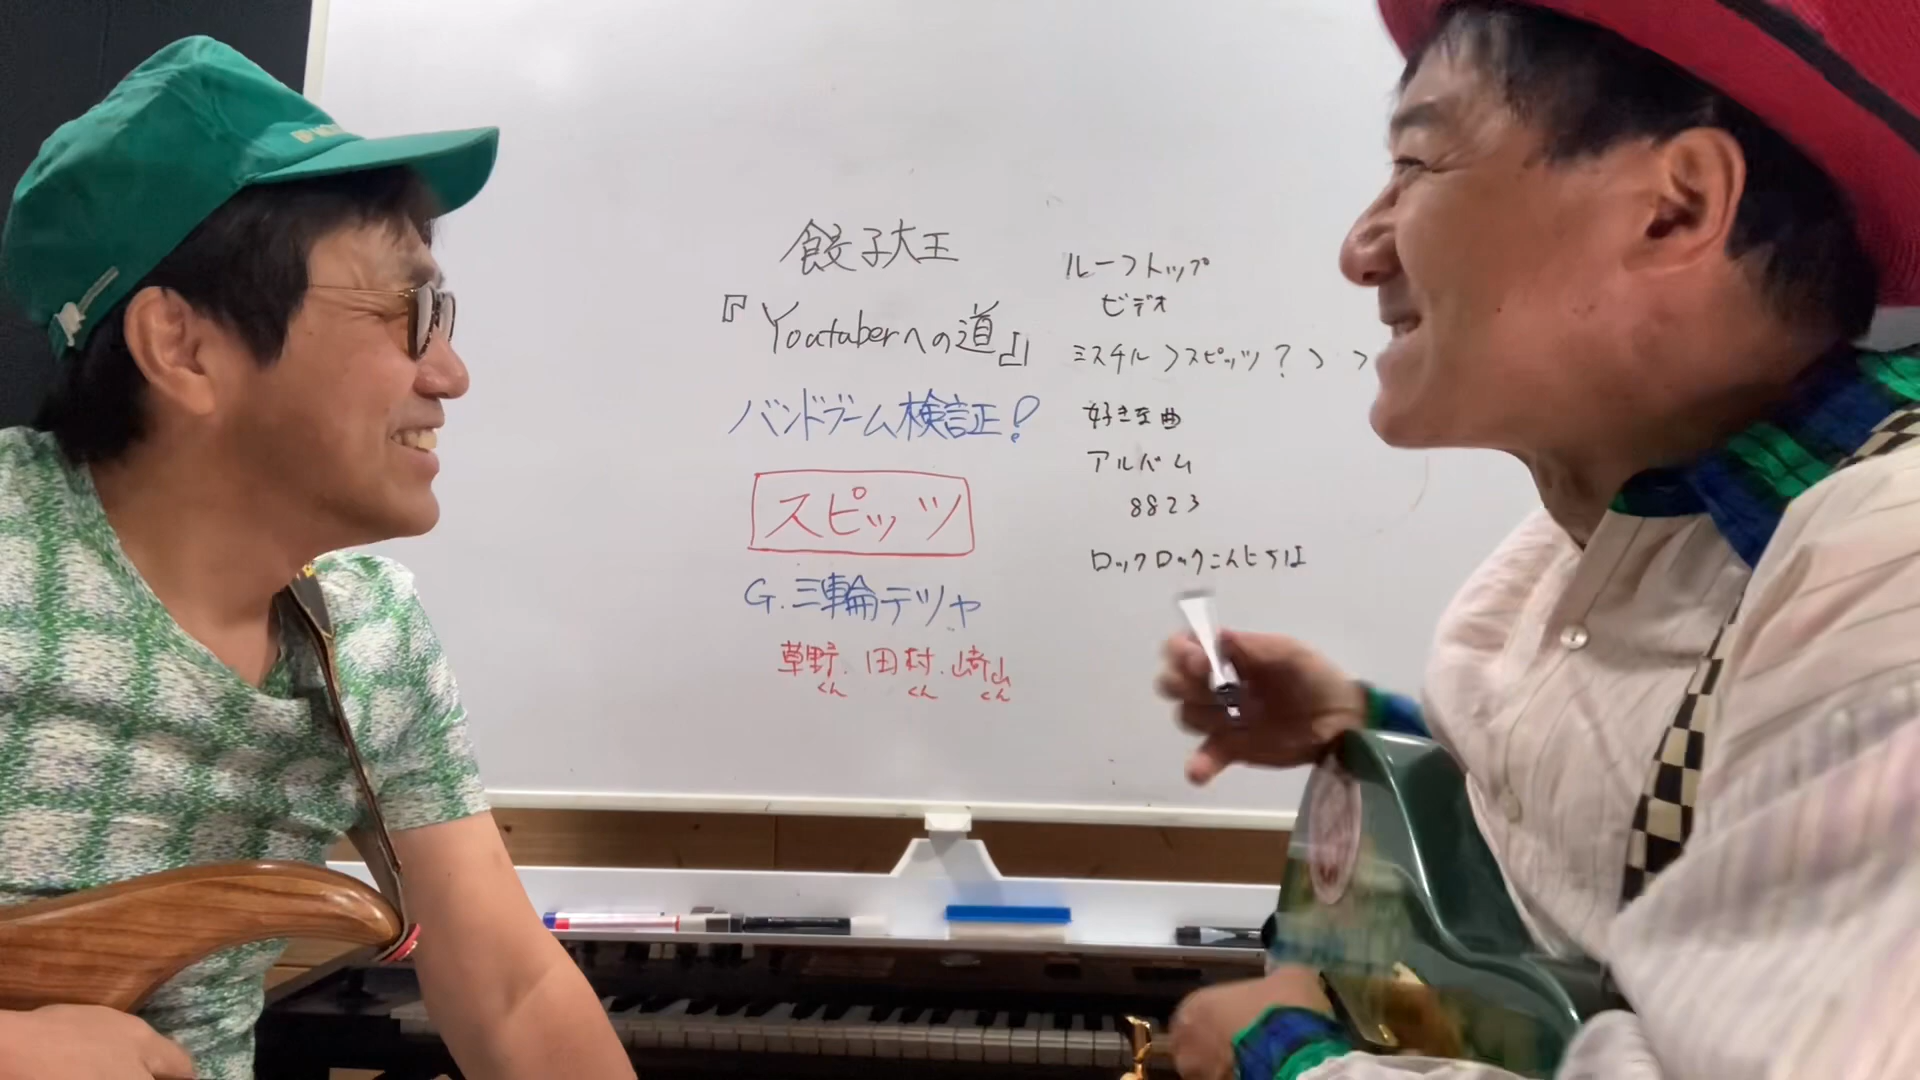 餃子大王
『Youtuberへの道』
バンドブーム検証!
スピッツ
G.三輪テツヤ
草野くん.田村くん.崎山くん
ルーフトップ
ビデオ
ミスチル>スピッツ?>>
好きな曲
アルバム
8823
ロックロックこんにちは